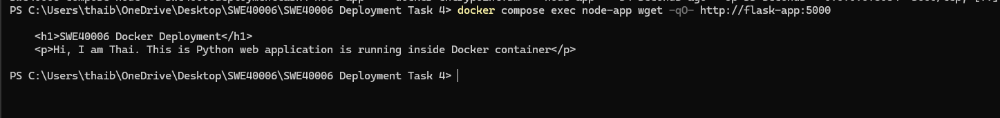 PS C:\Users\thaib\OneDrive\Desktop\SWE40006\SWE40006 Deployment Task 4> docker compose exec node-app wget -qO- http://flask-app:5000
<h1>SWE40006 Docker Deployment</h1>
<p>Hi, I am Thai. This is Python web application is running inside Docker container</p>
PS C:\Users\thaib\OneDrive\Desktop\SWE40006\SWE40006 Deployment Task 4>